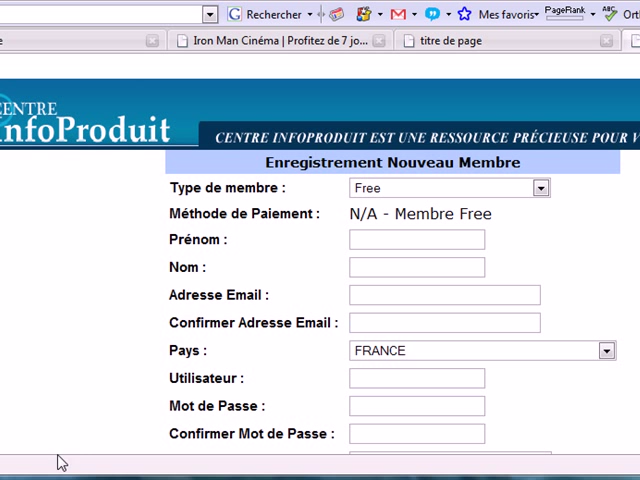 Rechercher
Mes favoris
PageRank
ABC
Ort
e
Iron Man Cinéma | Profitez de 7 jo...
titre de page
CENTRE
InfoProduit
CENTRE INFOPRODUIT EST UNE RESSOURCE PRÉCIEUSE POUR V
Enregistrement Nouveau Membre
Type de membre : Free
Méthode de Paiement : N/A - Membre Free
Prénom :
Nom :
Adresse Email :
Confirmer Adresse Email :
Pays : FRANCE
Utilisateur :
Mot de Passe :
Confirmer Mot de Passe :